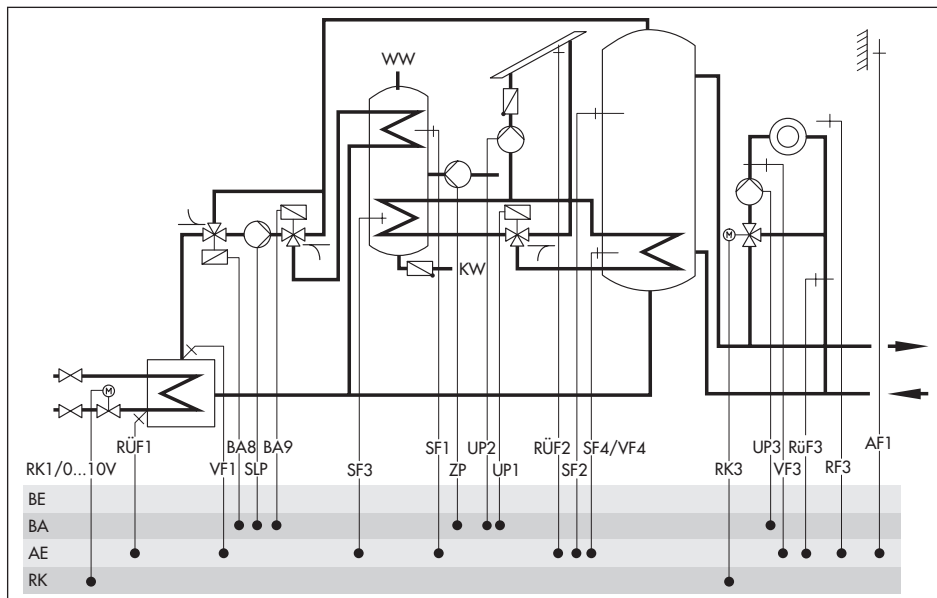 WW
KW
M
M
RÜF1 BA8 BA9 SF1 UP2 RÜF2 SF4/VF4 UP3 RüF3 AF1
RK1/0...10V VF1 SLP SF3 ZP UP1 SF2 RK3 VF3 RF3
BE
BA
AE
RK